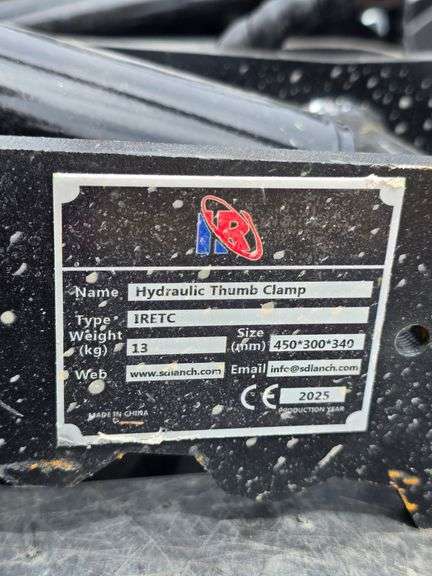 IR
Name Hydraulic Thumb Clamp
Type IRETC
Weight (kg) 13 Size (mm) 450*300*340
Web www.sdlanch.com Email info@sdlanch.com
CE 2025
MADE IN CHINA PRODUCTION YEAR